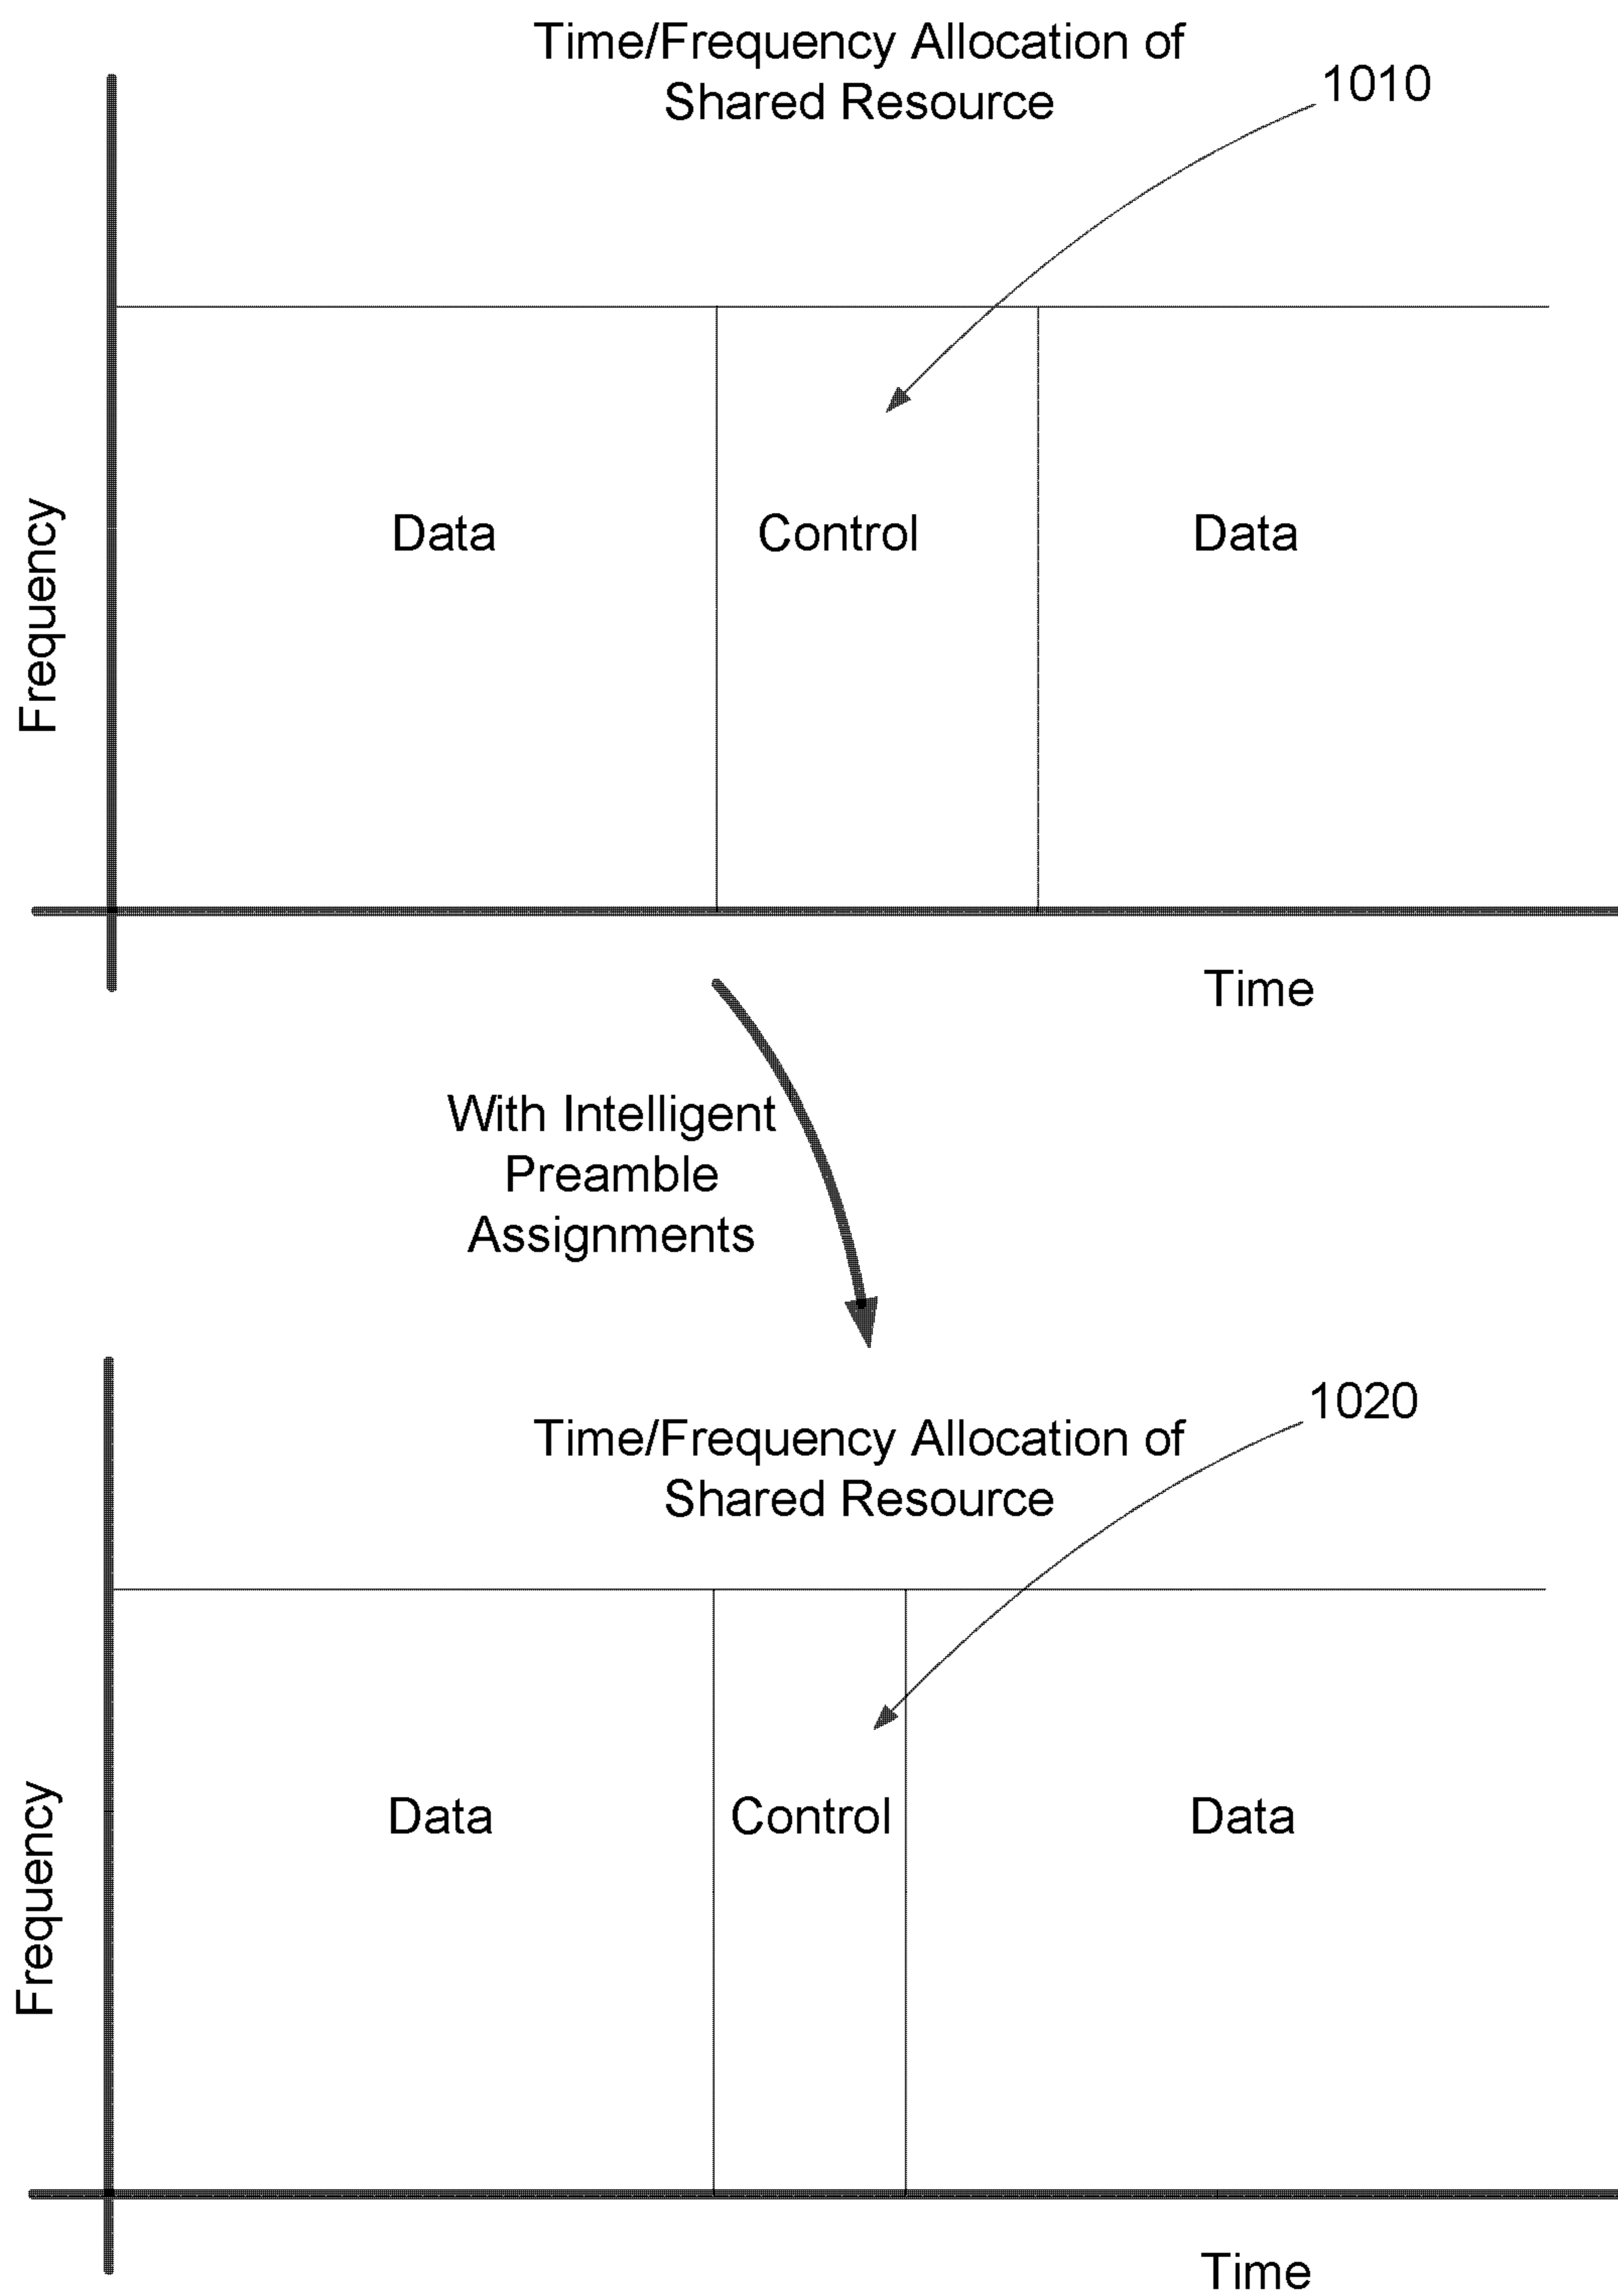 Time/Frequency Allocation of
Shared Resource
1010
Data
Control
Data
Frequency
Time
With Intelligent
Preamble
Assignments
1020
Time/Frequency Allocation of
Shared Resource
Data
Control
Data
Frequency
Time